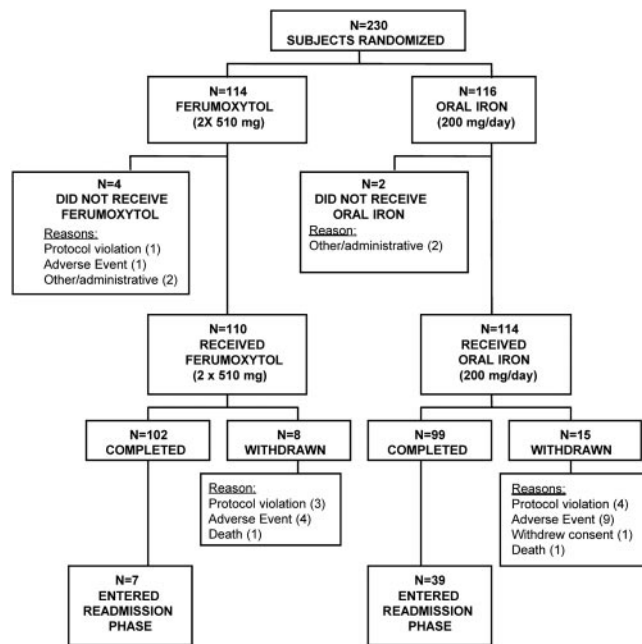 N=230
SUBJECTS RANDOMIZED
N=114
FERUMOXYTOL
(2X 510 mg)
N=116
ORAL IRON
(200 mg/day)
N=4
DID NOT RECEIVE
FERUMOXYTOL
Reasons:
Protocol violation (1)
Adverse Event (1)
Other/administrative (2)
N=2
DID NOT RECEIVE
ORAL IRON
Reason:
Other/administrative (2)
N=110
RECEIVED
FERUMOXYTOL
(2 x 510 mg)
N=114
RECEIVED
ORAL IRON
(200 mg/day)
N=102
COMPLETED
N=8
WITHDRAWN
Reason:
Protocol violation (3)
Adverse Event (4)
Death (1)
N=99
COMPLETED
N=15
WITHDRAWN
Reasons:
Protocol violation (4)
Adverse Event (9)
Withdrew consent (1)
Death (1)
N=7
ENTERED
READMISSION
PHASE
N=39
ENTERED
READMISSION
PHASE